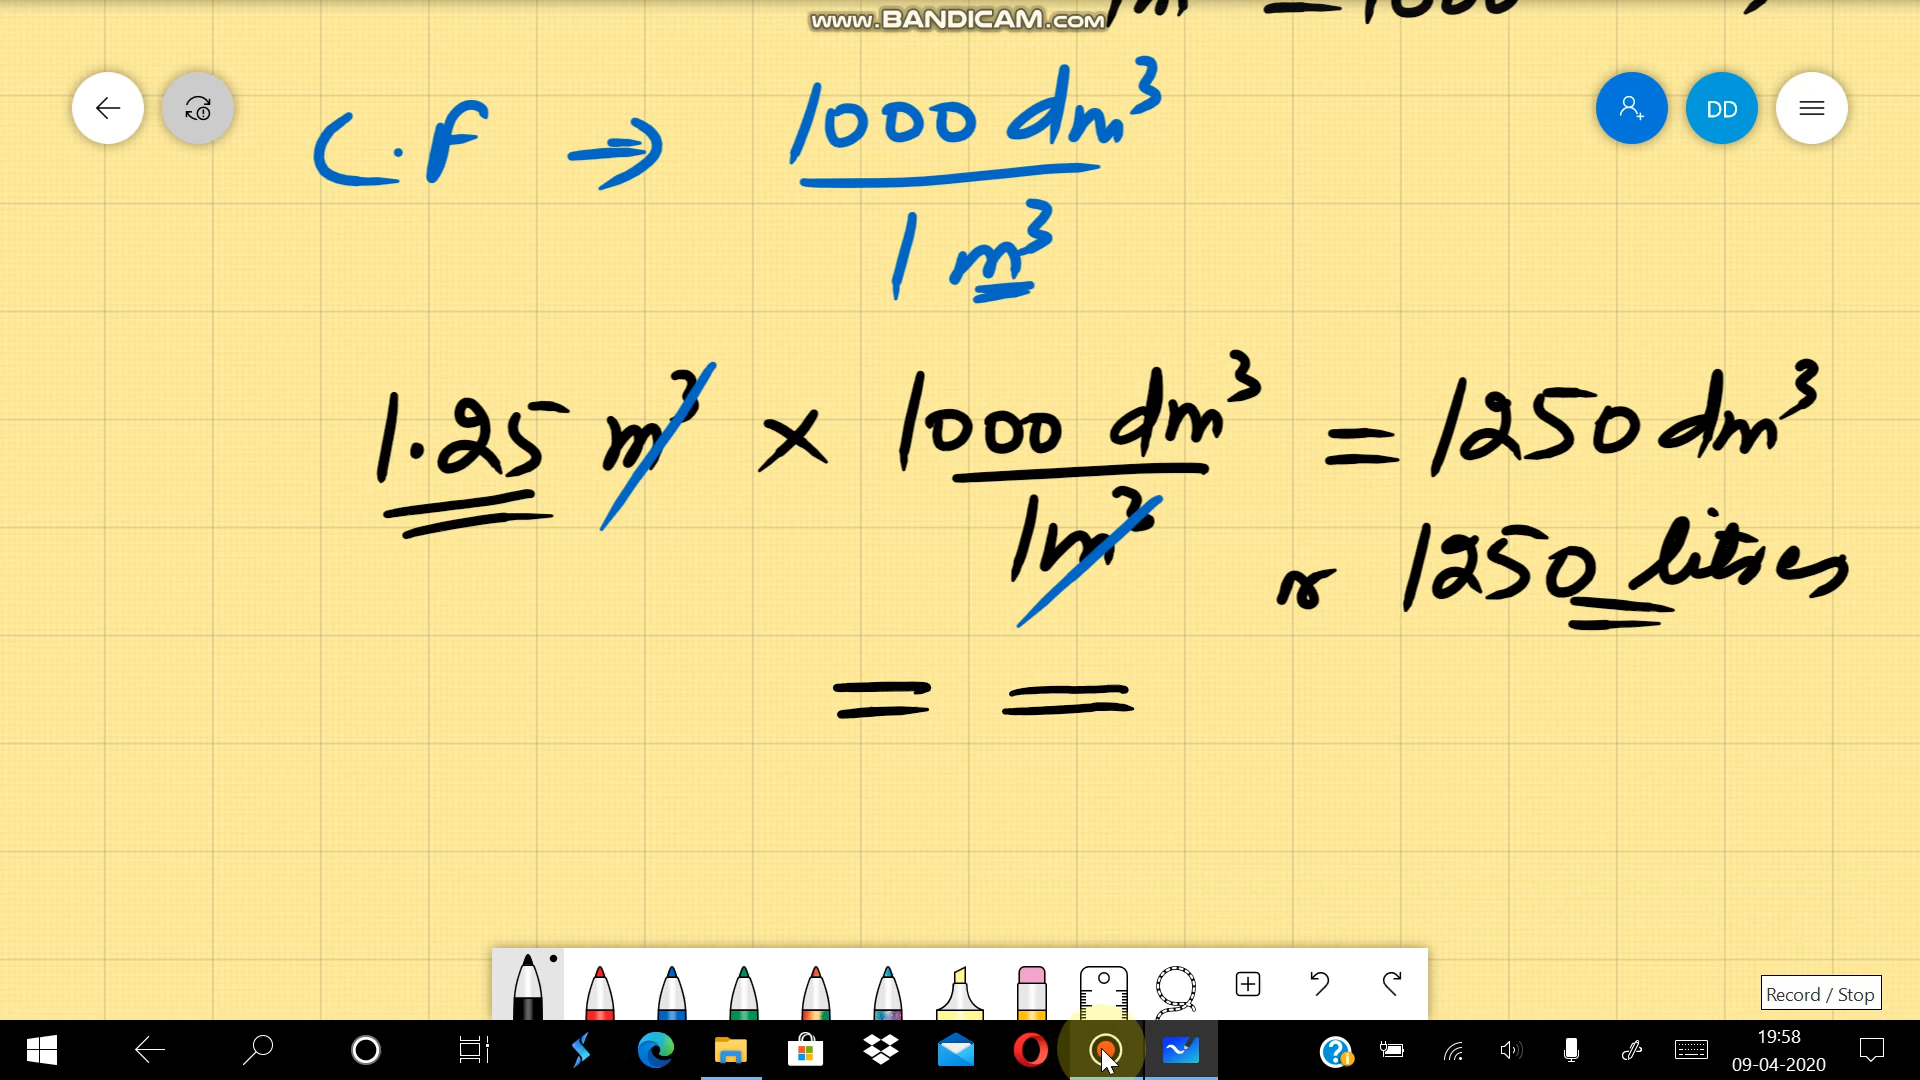 www.BANDICAM.com
= 1000
C.F → 1000 dm³
1 m³
DD
1.25 m³ × 1000 dm³ = 1250 dm³
1m³
r 1250 litres
= =
Record / Stop
19:58
09-04-2020